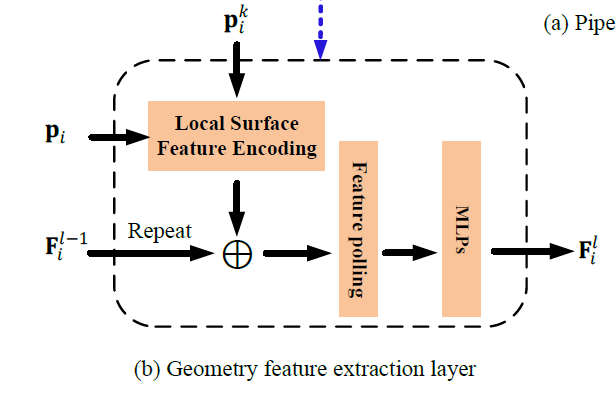 p_i^k
(a) Pipe
Local Surface
Feature Encoding
p_i
Feature polling
MLPs
F_i^{l-1}
Repeat
F_i^l
(b) Geometry feature extraction layer